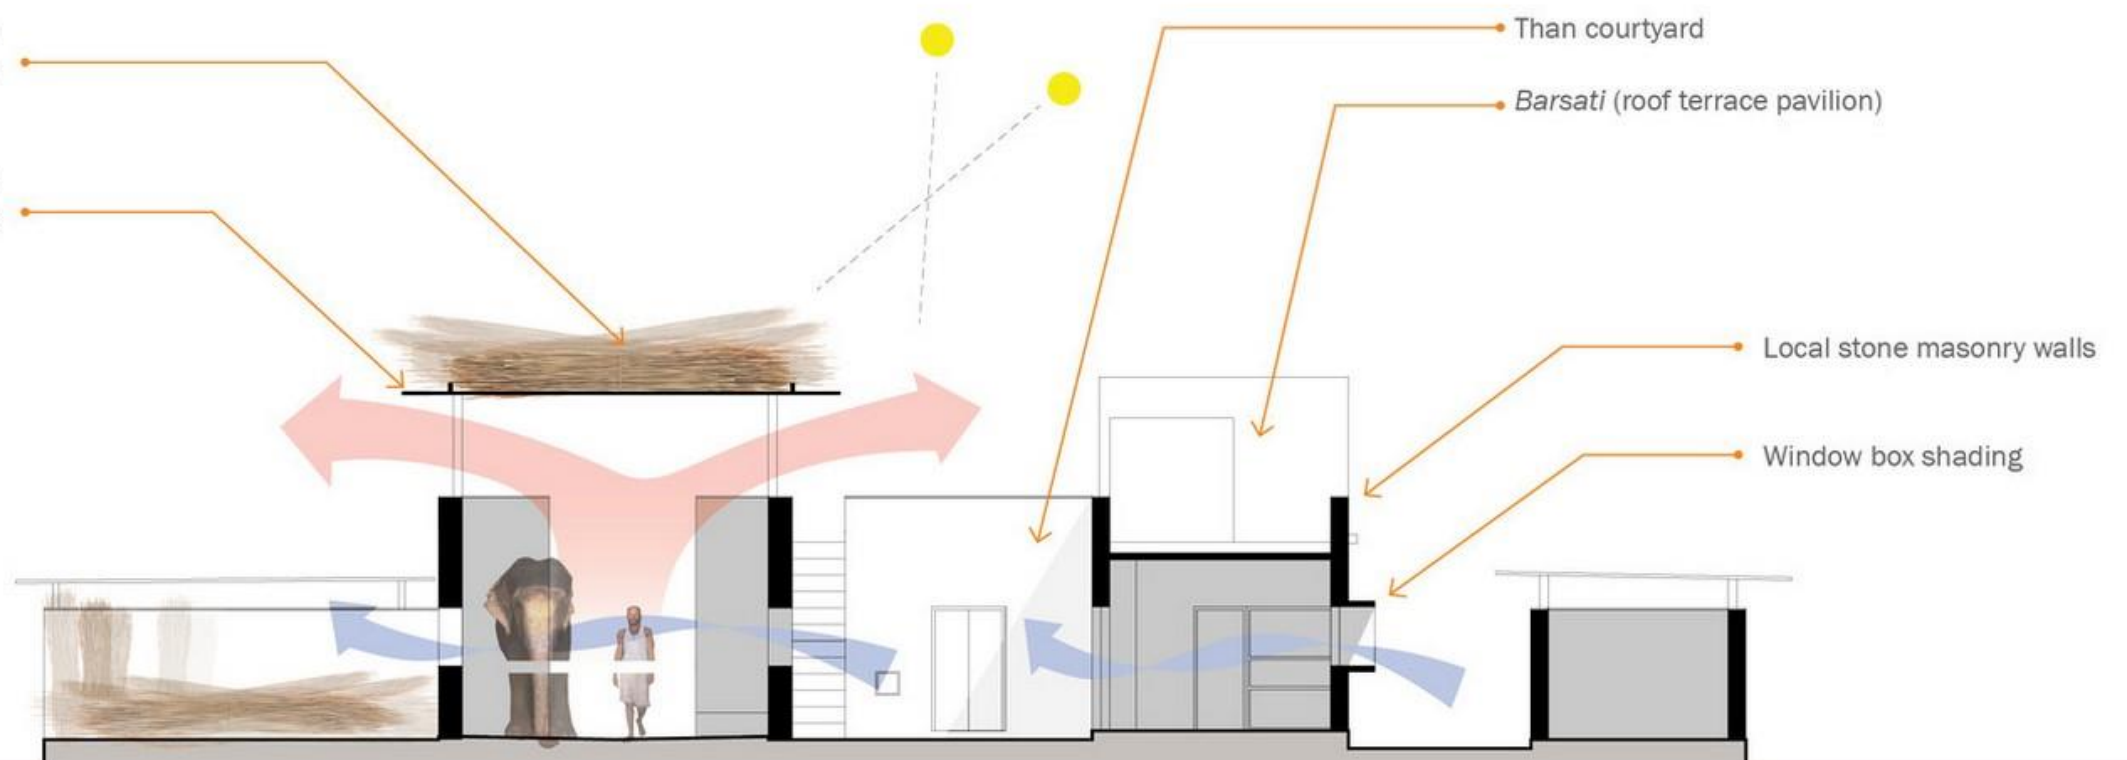 Than courtyard
Barsati (roof terrace pavilion)
Local stone masonry walls
Window box shading